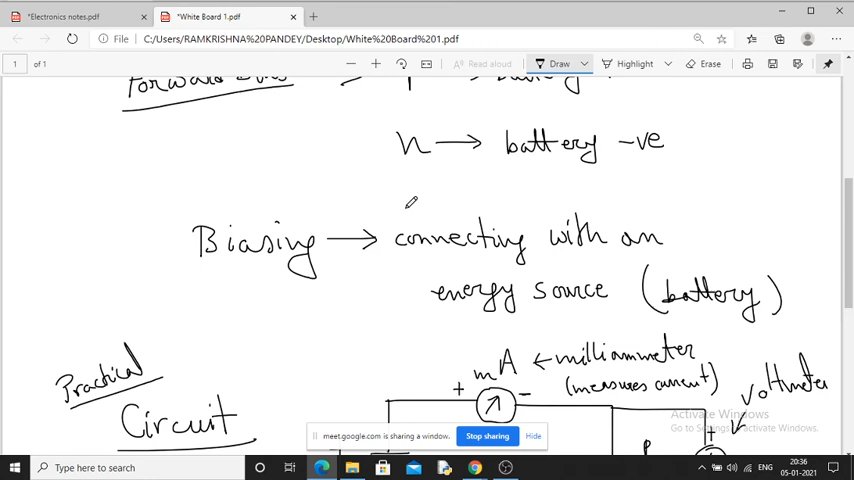 *Electronics notes.pdf
*White Board 1.pdf
File
C:/Users/RAMKRISHNA%20PANDEY/Desktop/White%20Board%201.pdf
1 of 1
Read aloud
Draw
Highlight
Erase
Forward
n → battery -ve
Biasing → connecting with an
energy source (battery)
mA ← milliammeter
(measures current)
+
-
voltmeter
+
Practical
Circuit
Activate Windows
Go to Settings to activate Windows.
meet.google.com is sharing a window.
Stop sharing
Hide
Type here to search
ENG
20:36
05-01-2021